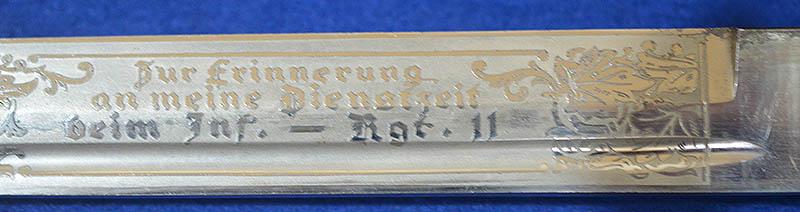 Zur Erinnerung
an meine Dienstzeit
beim Inf. – Rgt. 11